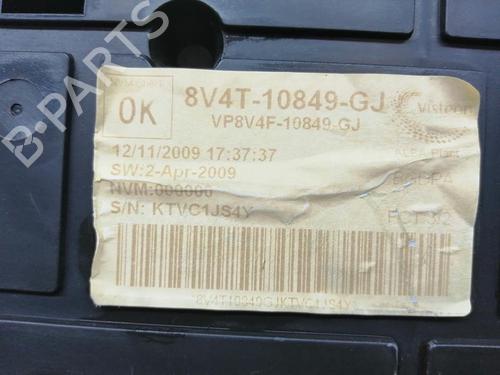 OK
8V4T-10849-GJ
VP8V4F-10849-GJ
Visteon
12/11/2009 17:37:37
SW:2-Apr-2009
NVM:000000
S/N: KTVC1JS4Y
8V4T10849GJKTVC1JS4Y
B-PARTS